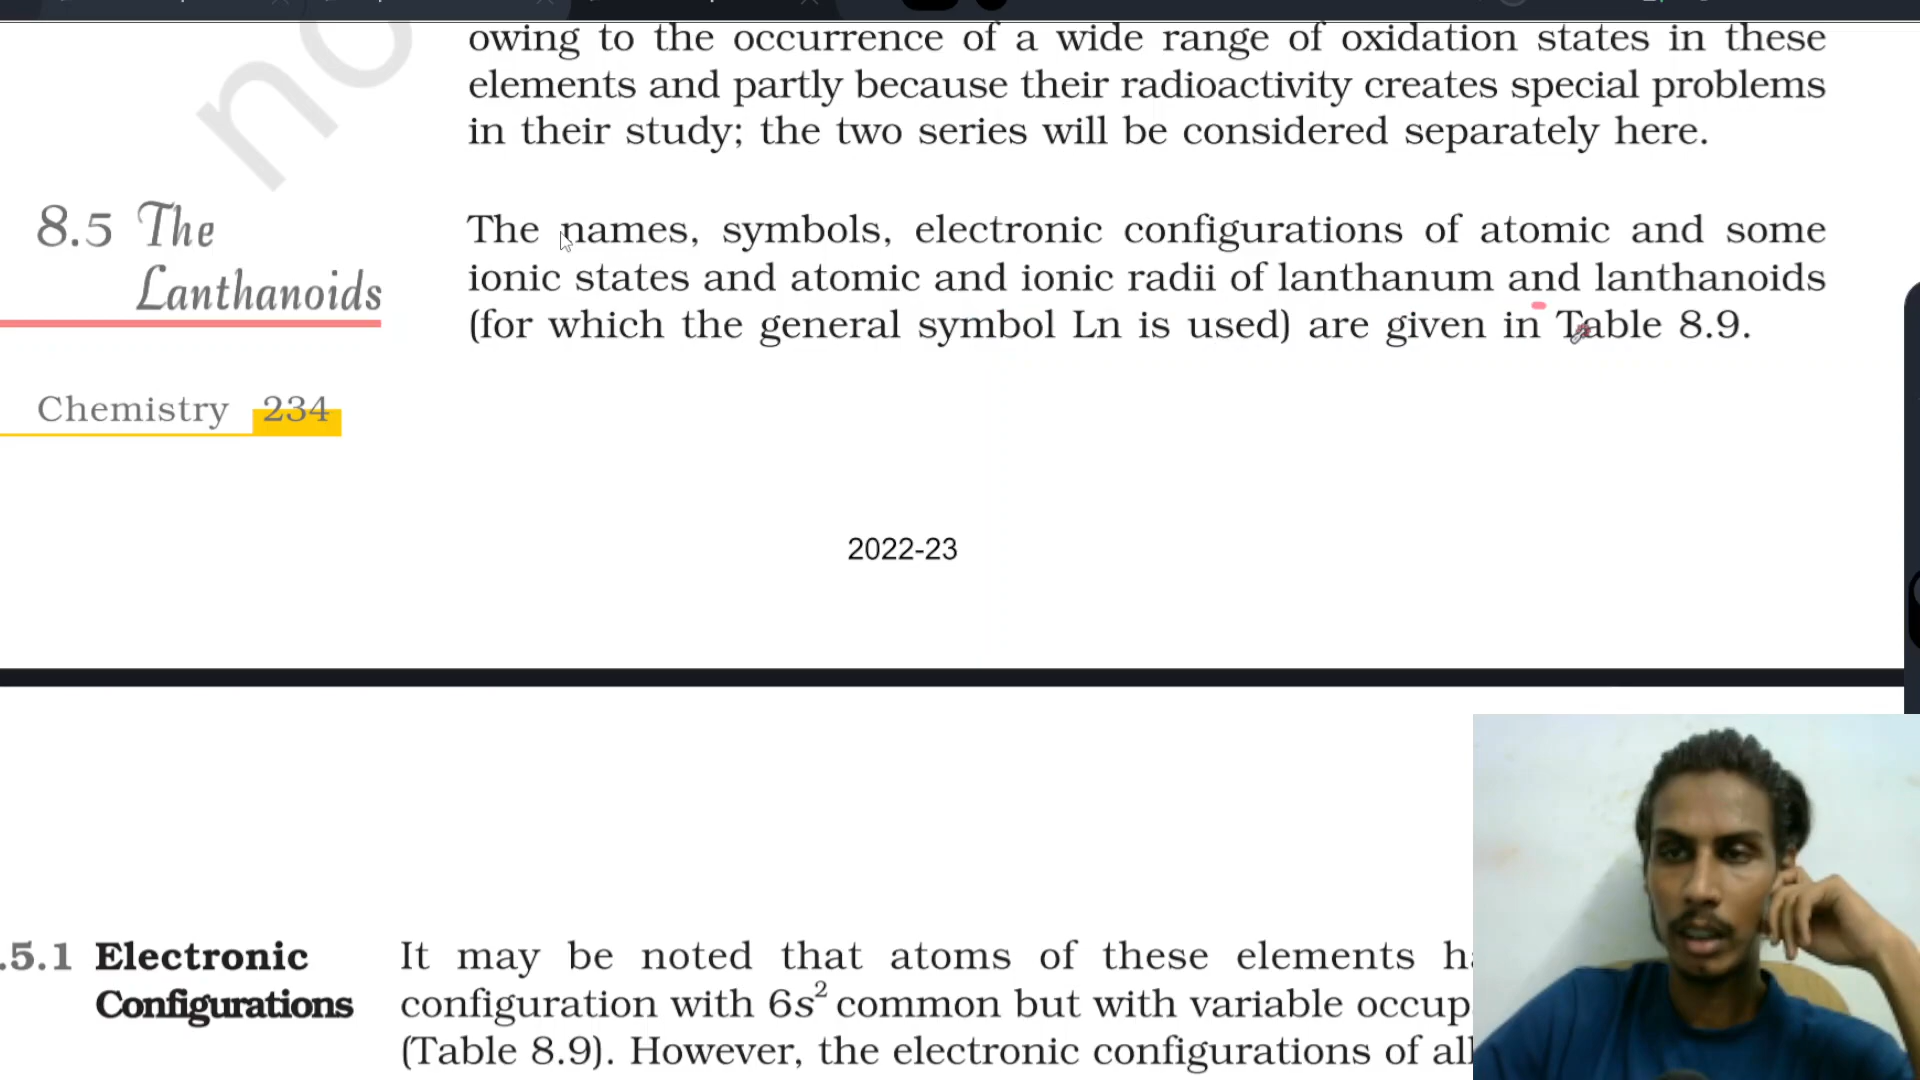 no
owing to the occurrence of a wide range of oxidation states in these
elements and partly because their radioactivity creates special problems
in their study; the two series will be considered separately here.
8.5 The
Lanthanoids
The names, symbols, electronic configurations of atomic and some
ionic states and atomic and ionic radii of lanthanum and lanthanoids
(for which the general symbol Ln is used) are given in Table 8.9.
Chemistry 234
2022-23
.5.1 Electronic
Configurations
It may be noted that atoms of these elements
configuration with 6s² common but with variable
(Table 8.9). However, the electronic configurations of